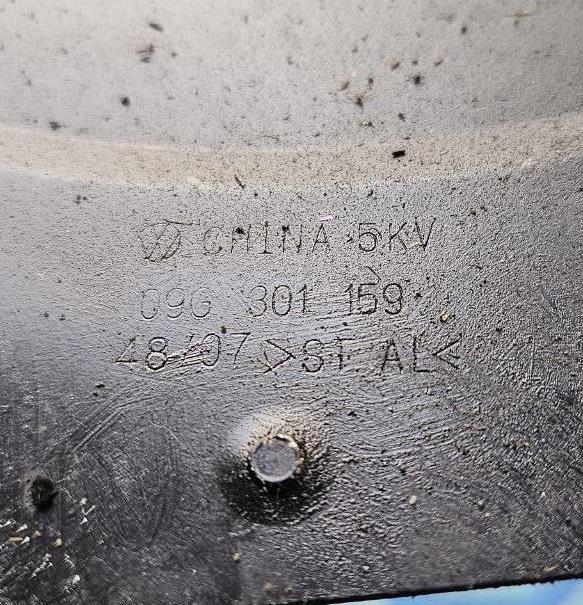 CHINA 5KV
09G 301 159
48/07 >ST AL<